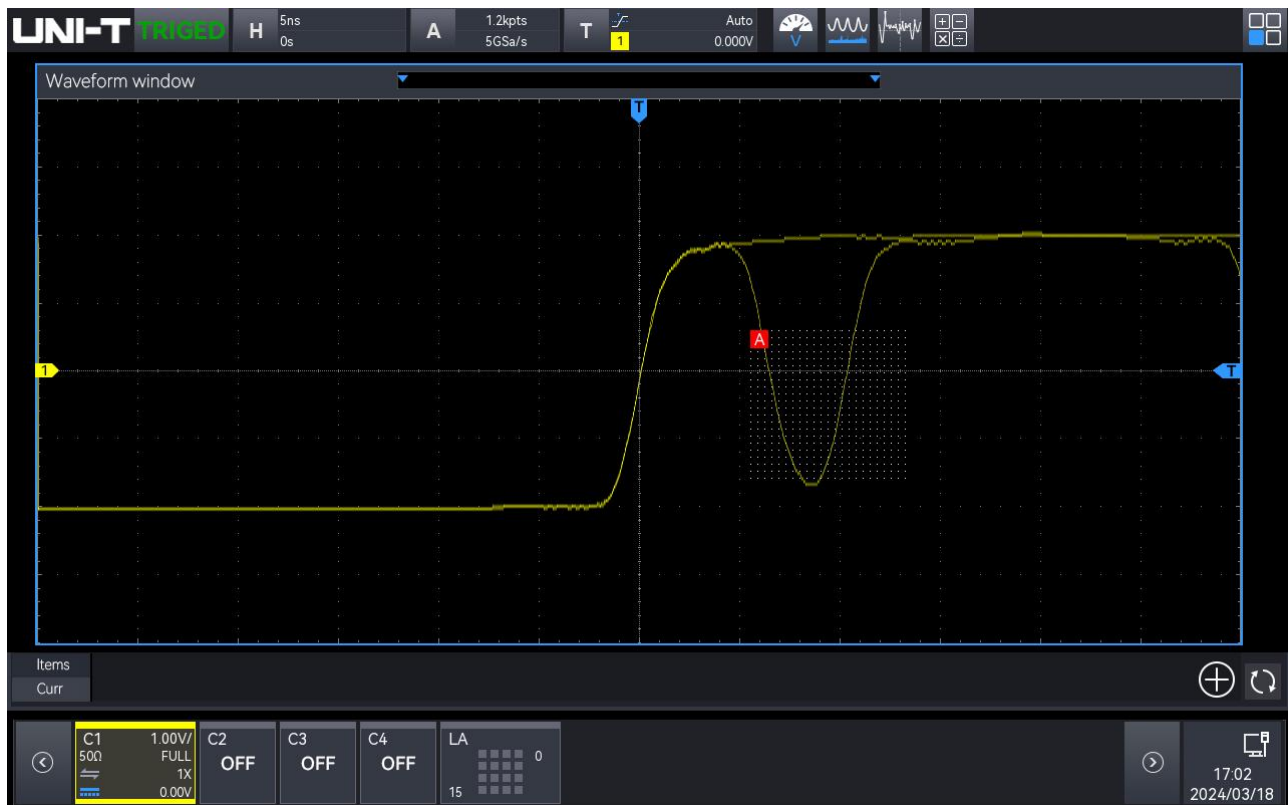 UNI-T TRIGED H 5ns A 1.2kpts T Auto
0s 5GSa/s 1 0.000V V
Waveform window
T
A
1 T
Items
Curr
C1 1.00V/ C2 C3 C4 LA
50Ω FULL OFF OFF OFF 0
1X
0.00V 15
17:02
2024/03/18